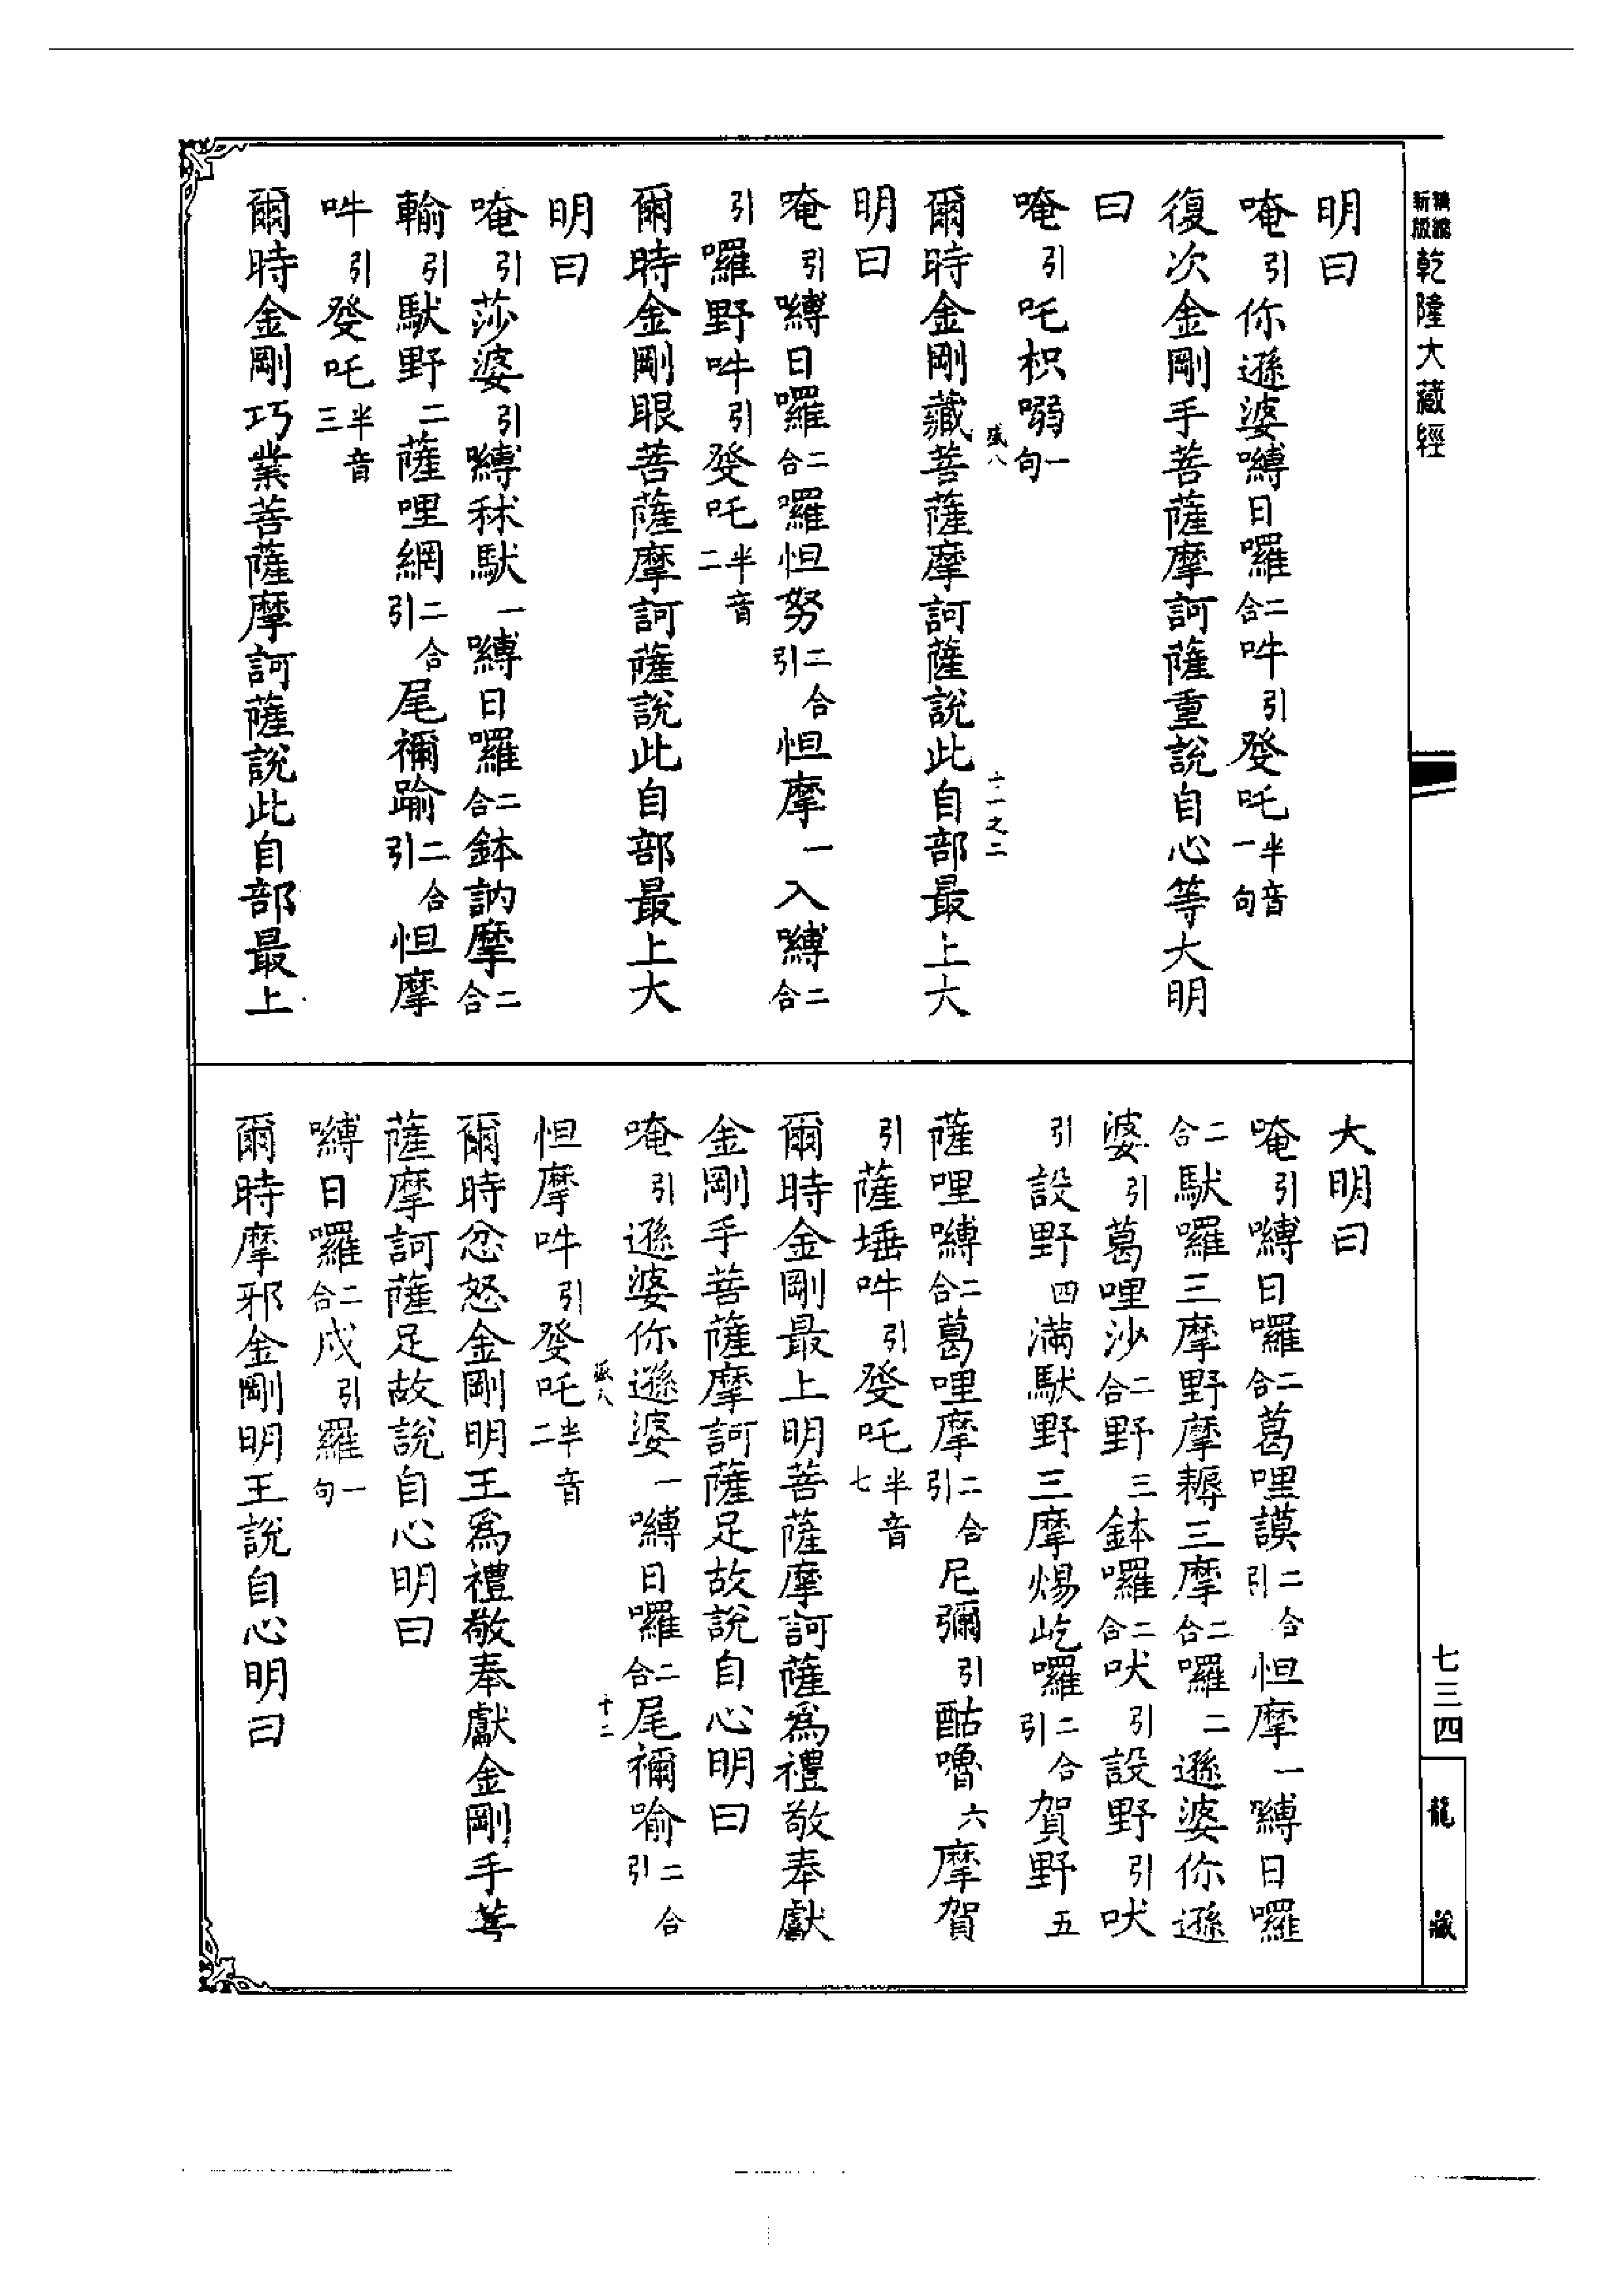 新版
乾隆大藏經
七三四
龍藏
明曰
唵引你遜婆嚩日囉二合吽引發吒半音一句
復次金剛手菩薩摩訶薩重說自心等大明
曰
唵引吒枳嗗一句
爾時金剛藏菩薩摩訶薩說此自部最上大
明曰
唵引嚩日囉二合囉怛努二合引怛摩一入嚩二合
引囉野吽引發吒半音二
爾時金剛眼菩薩摩訶薩說此自部最上大
明曰
唵引莎婆引嚩秫馱一嚩日囉二合鉢訥摩二合
輸引馱野二薩哩網二合引尾禰踰二合引怛摩
吽引發吒半音三
爾時金剛巧業菩薩摩訶薩說此自部最上
大明曰
唵引嚩日囉二合葛哩謨二合引怛摩一嚩日囉
二合馱羅三摩野摩耨三摩二合囉二遜婆你遜
婆引葛哩沙二合野三鉢囉二合吠引設野引吠
引設野四滿馱野三摩煬屹囉二合引賀野五
薩哩嚩二合葛哩摩二合引尼彌引酤嚕六摩賀
引薩埵吽引發吒半音七
爾時金剛最上明菩薩摩訶薩為禮敬奉獻
金剛手菩薩摩訶薩足故說自心明曰
唵引遜婆你遜婆一嚩日囉二合尾禰喻二合引
怛摩吽引發吒半音二
爾時忿怒金剛明王為禮敬奉獻金剛手菩
薩摩訶薩足故說自心明曰
嚩日囉二合戍引羅一句
爾時摩邪金剛明王說自心明曰